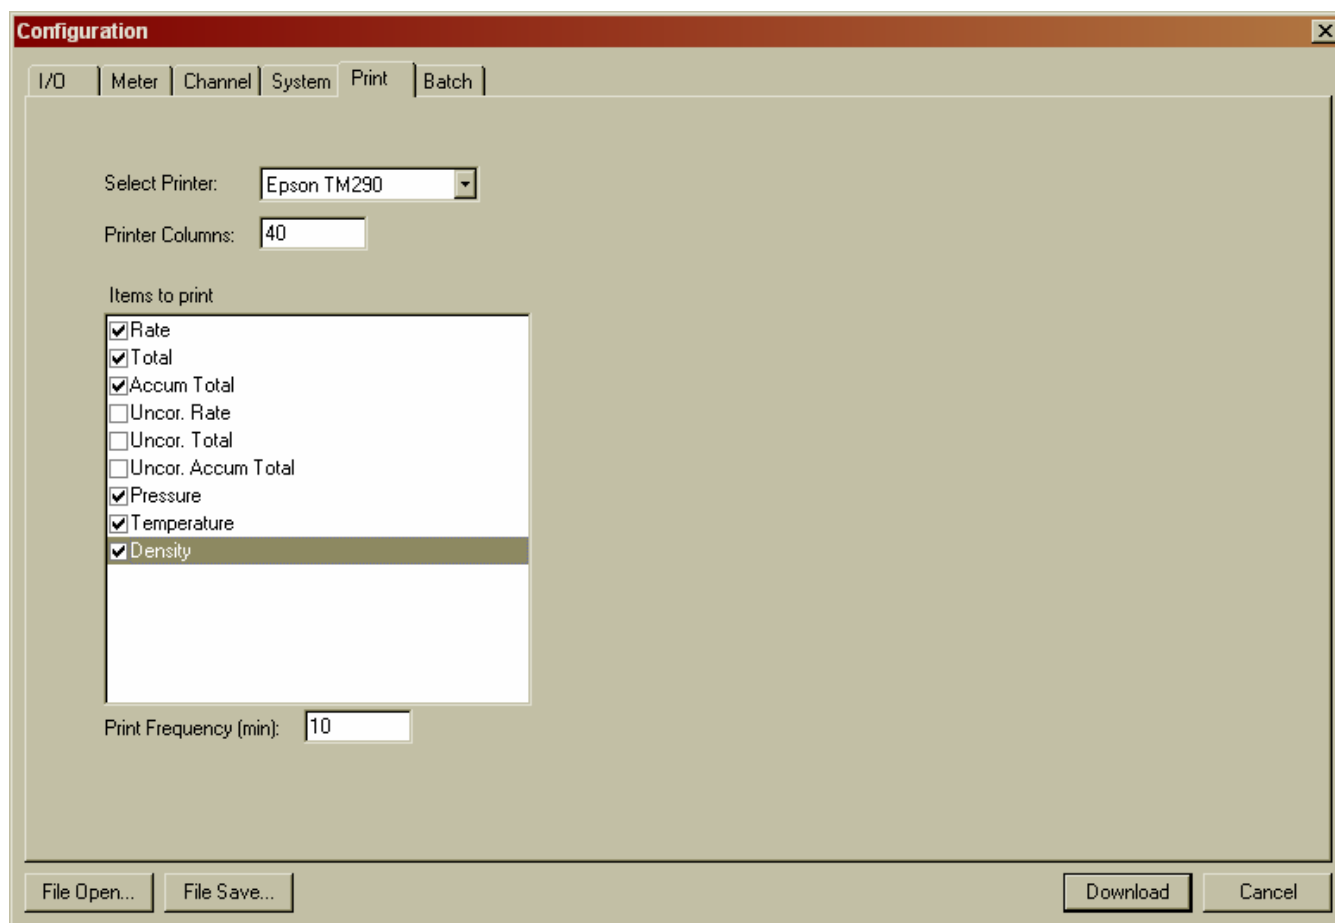 Configuration
I/O Meter Channel System Print Batch
Select Printer: Epson TM290
Printer Columns: 40
Items to print
Rate
Total
Accum Total
Uncor. Rate
Uncor. Total
Uncor. Accum Total
Pressure
Temperature
Density
Print Frequency (min): 10
File Open... File Save... Download Cancel